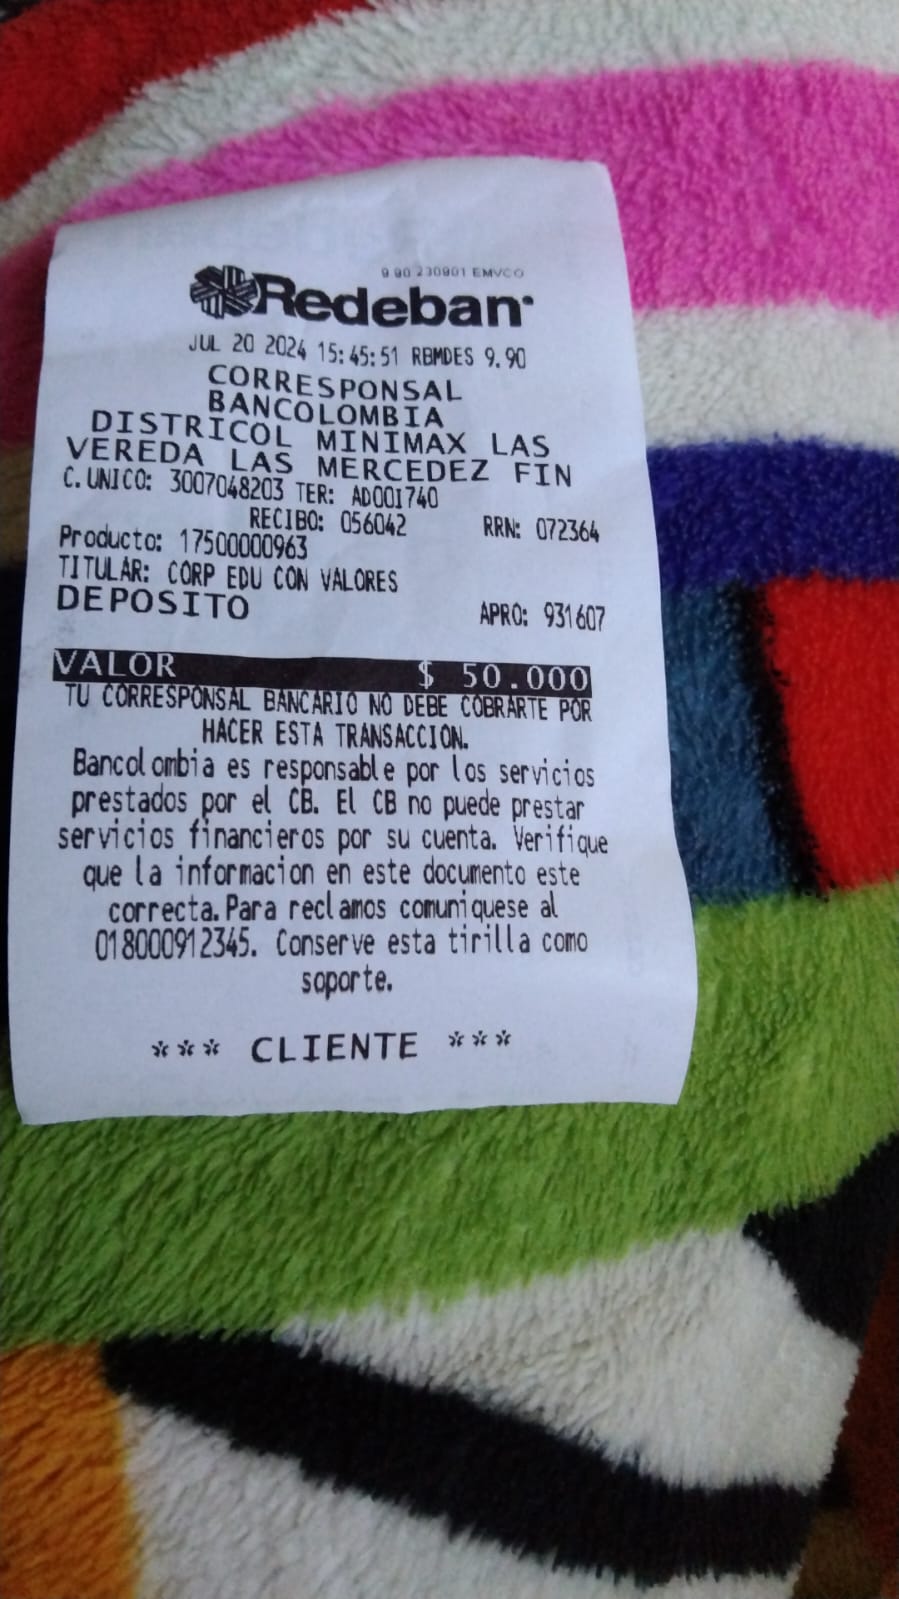 9 90 230901 EMVCO
Redeban
JUL 20 2024 15:45:51 RBMDES 9.90
CORRESPONSAL
BANCOLOMBIA
DISTRICOL MINIMAX LAS
VEREDA LAS MERCEDEZ FIN
C. UNICO: 3007048203 TER: AD00I740
RECIBO: 056042 RRN: 072364
Producto: 17500000963
TITULAR: CORP EDU CON VALORES
DEPOSITO APRO: 931607
VALOR $ 50.000
TU CORRESPONSAL BANCARIO NO DEBE COBRARTE POR
HACER ESTA TRANSACCION.
Bancolombia es responsable por los servicios
prestados por el CB. El CB no puede prestar
servicios financieros por su cuenta. Verifique
que la informacion en este documento este
correcta. Para reclamos comuniquese al
018000912345. Conserve esta tirilla como
soporte.
*** CLIENTE ***